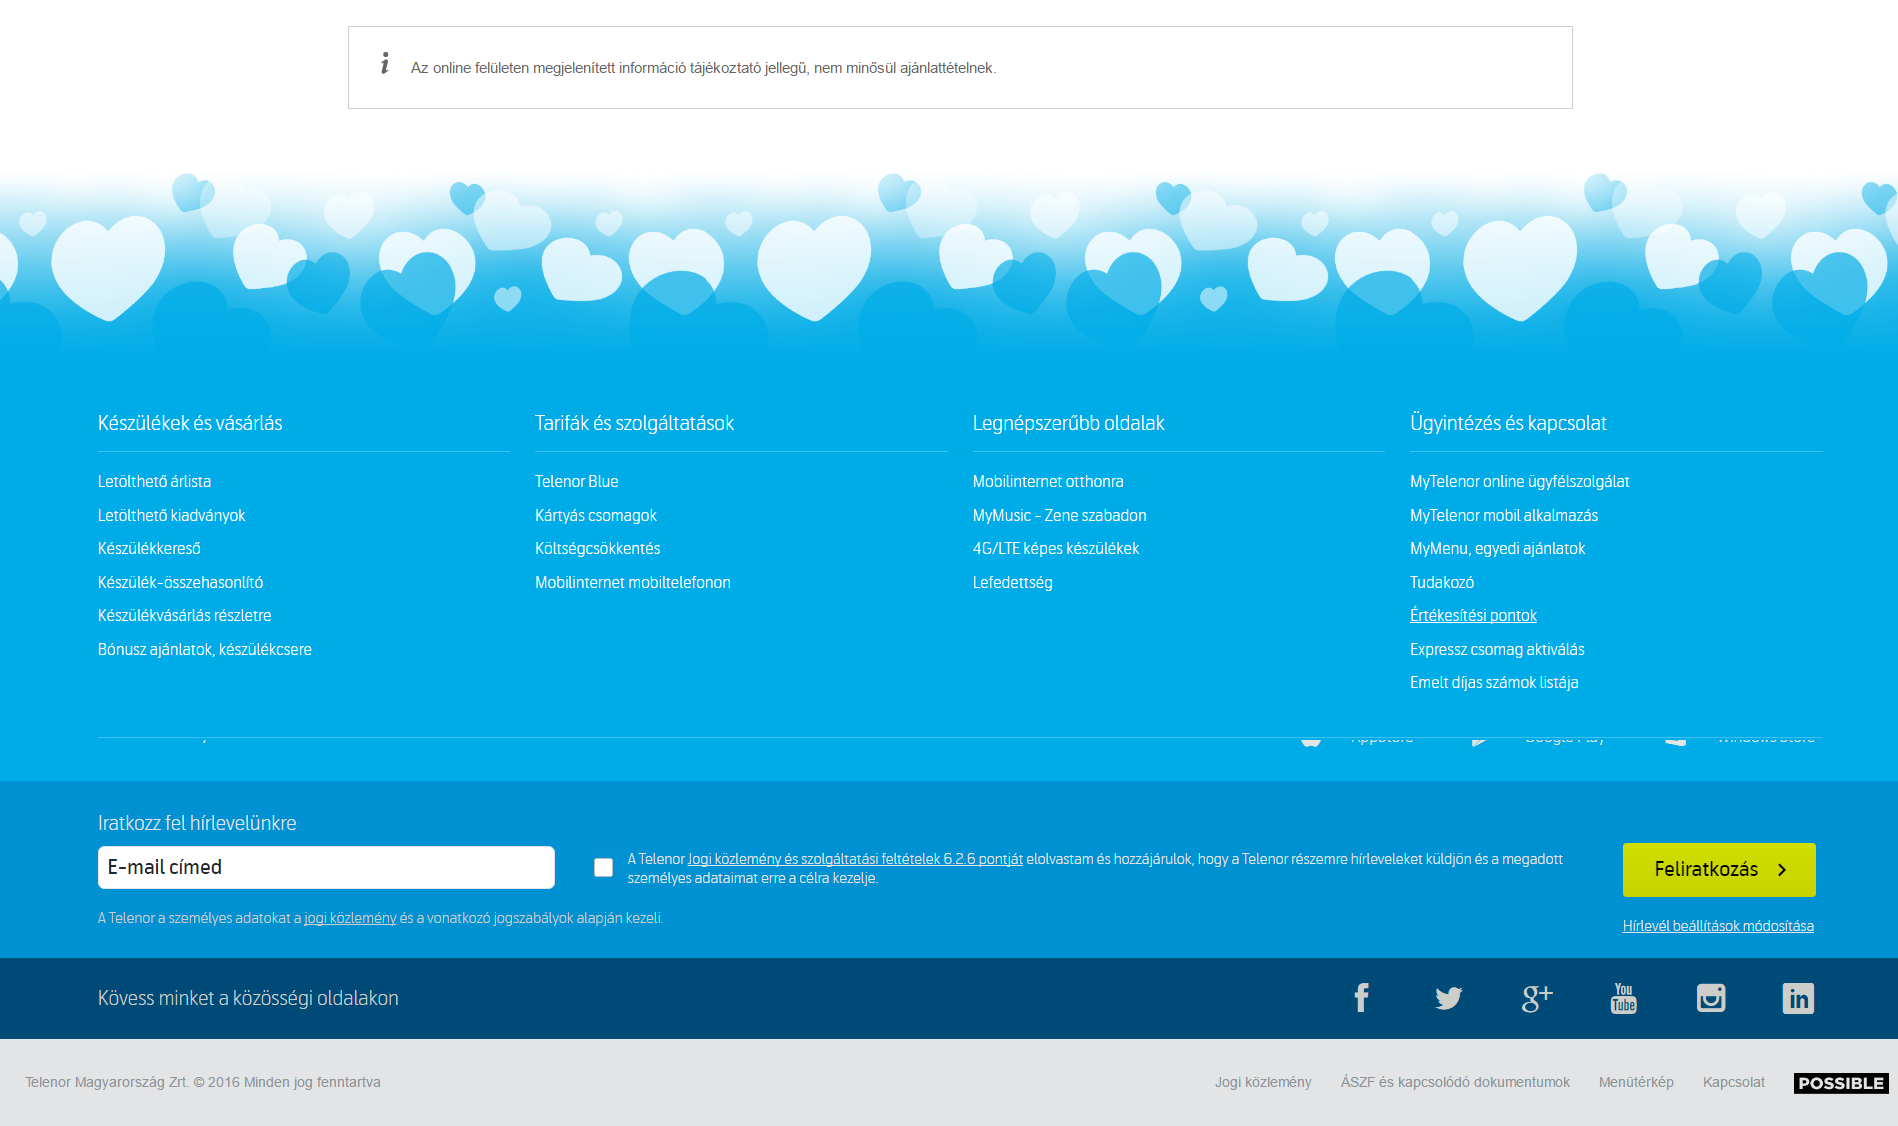 Az online felületen megjelenített információ tájékoztató jellegű, nem minősül ajánlattételnek.
Készülékek és vásárlás
Letölthető árlista
Letölthető kiadványok
Készülékkereső
Készülék-összehasonlító
Készülékvásárlás részletre
Bónusz ajánlatok, készülékcsere
Tarifák és szolgáltatások
Telenor Blue
Kártyás csomagok
Költségcsökkentés
Mobilinternet mobiltelefonon
Legnépszerűbb oldalak
Mobilinternet otthonra
MyMusic - Zene szabadon
4G/LTE képes készülékek
Lefedettség
Ügyintézés és kapcsolat
MyTelenor online ügyfélszolgálat
MyTelenor mobil alkalmazás
MyMenu, egyedi ajánlatok
Tudakozó
Értékesítési pontok
Expressz csomag aktiválás
Emelt díjas számok listája
Appstore
Google Play
Windows Store
Iratkozz fel hírlevelünkre
E-mail címed
A Telenor Jogi közlemény és szolgáltatási feltételek 6.2.6 pontját elolvastam és hozzájárulok, hogy a Telenor részemre hírleveleket küldjön és a megadott
személyes adataimat erre a célra kezelje.
Feliratkozás
A Telenor a személyes adatokat a jogi közlemény és a vonatkozó jogszabályok alapján kezeli.
Hírlevél beállítások módosítása
Kövess minket a közösségi oldalakon
f
g+
You
Tube
in
Telenor Magyarország Zrt. © 2016 Minden jog fenntartva
Jogi közlemény
ÁSZF és kapcsolódó dokumentumok
Menütérkép
Kapcsolat
POSSIBLE